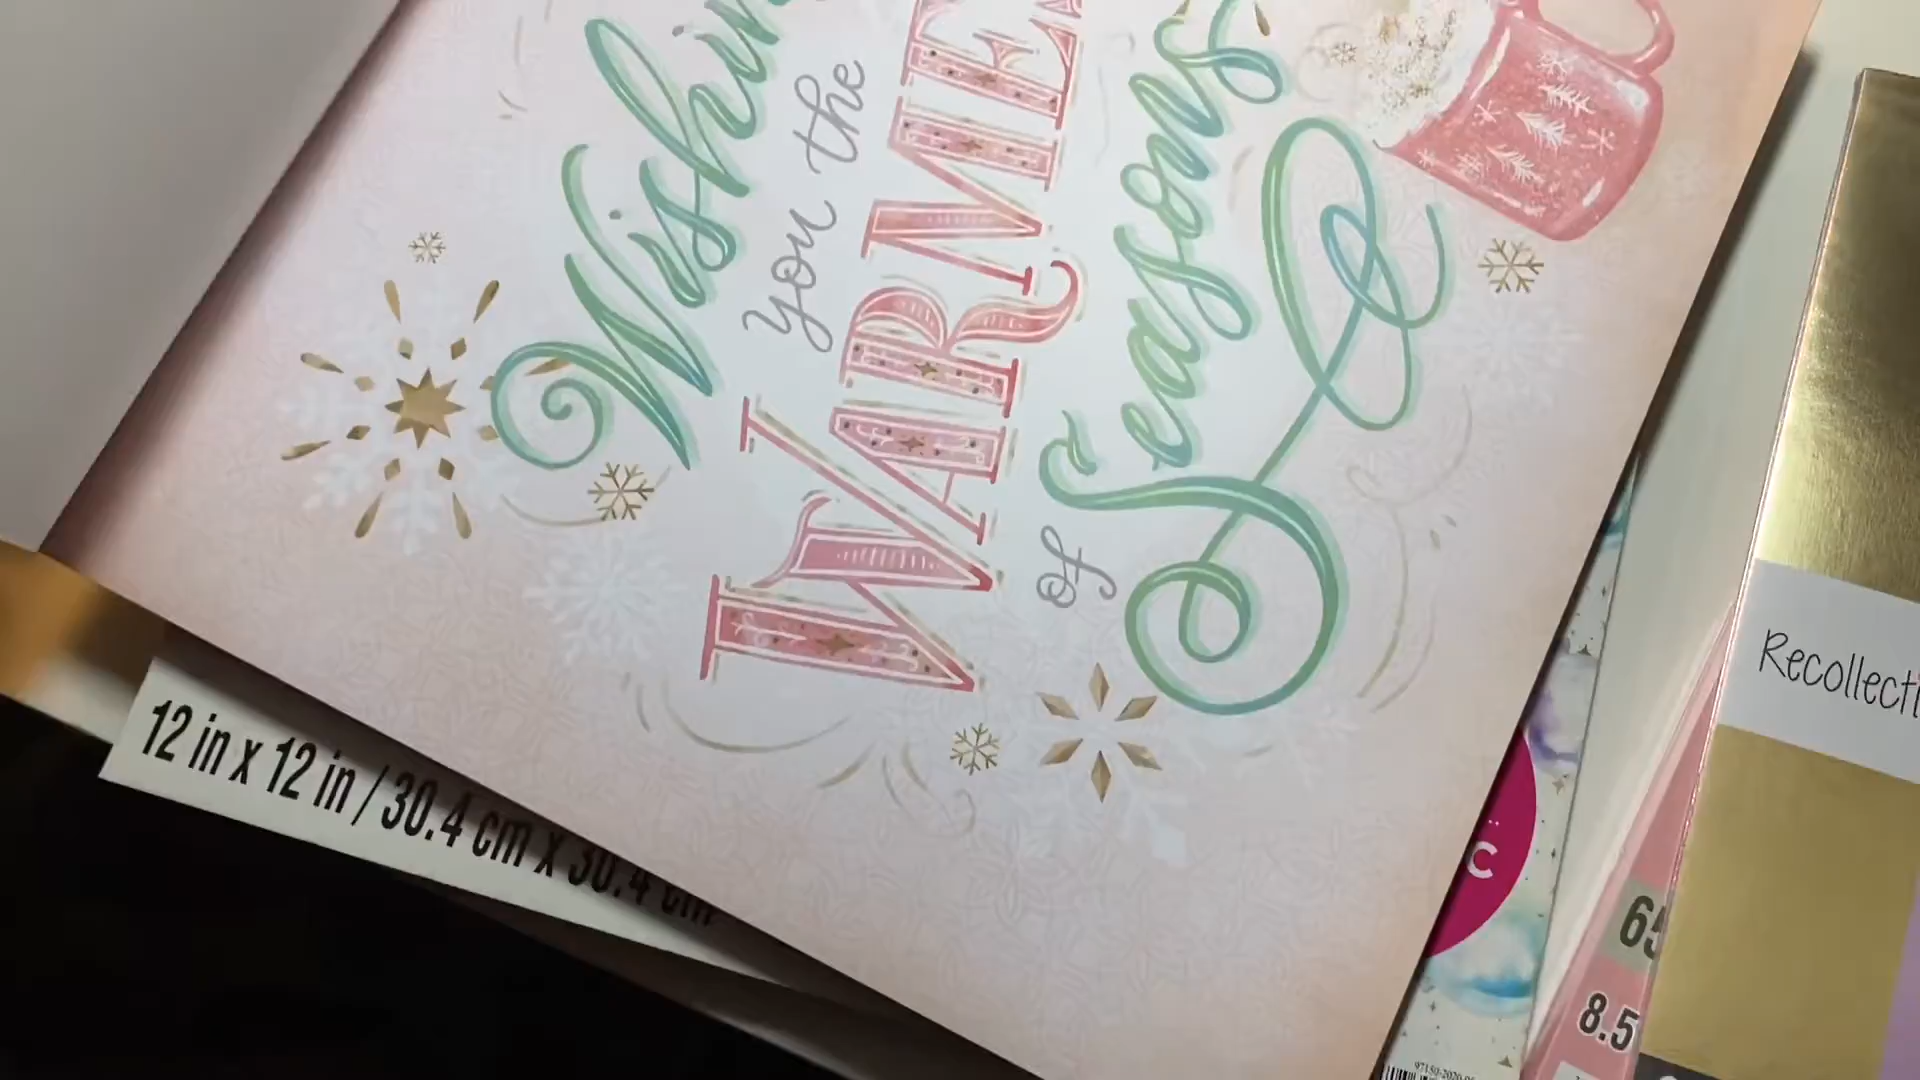 Wishin
you the
WARMES
of Seasons
12 in x 12 in / 30.4 cm x 30.4 cm
Recollecti
C
65
8.5